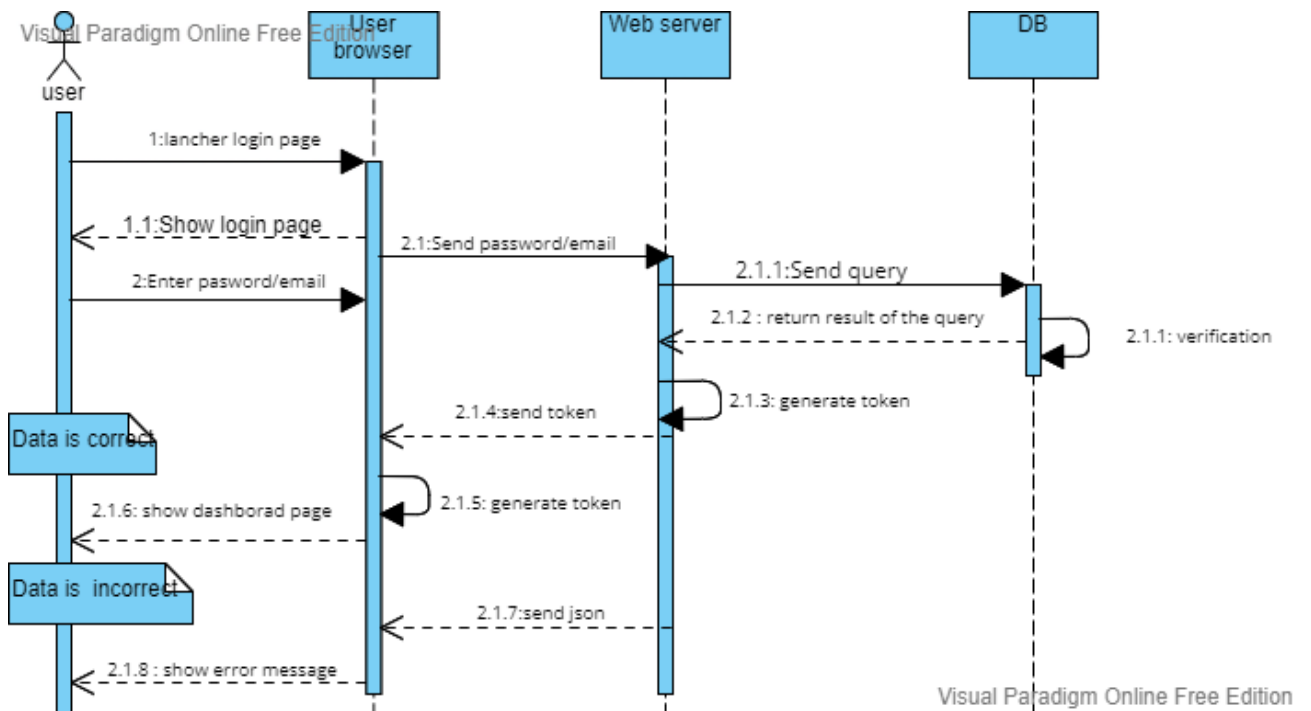 Visual Paradigm Online Free Edition
user
User
browser
Web server
DB
1:lancher login page
1.1:Show login page
2.1:Send password/email
2.1.1:Send query
2:Enter pasword/email
2.1.2 : return result of the query
2.1.1: verification
2.1.3: generate token
2.1.4:send token
Data is correct
2.1.5: generate token
2.1.6: show dashborad page
Data is  incorrect
2.1.7:send json
2.1.8 : show error message
Visual Paradigm Online Free Edition